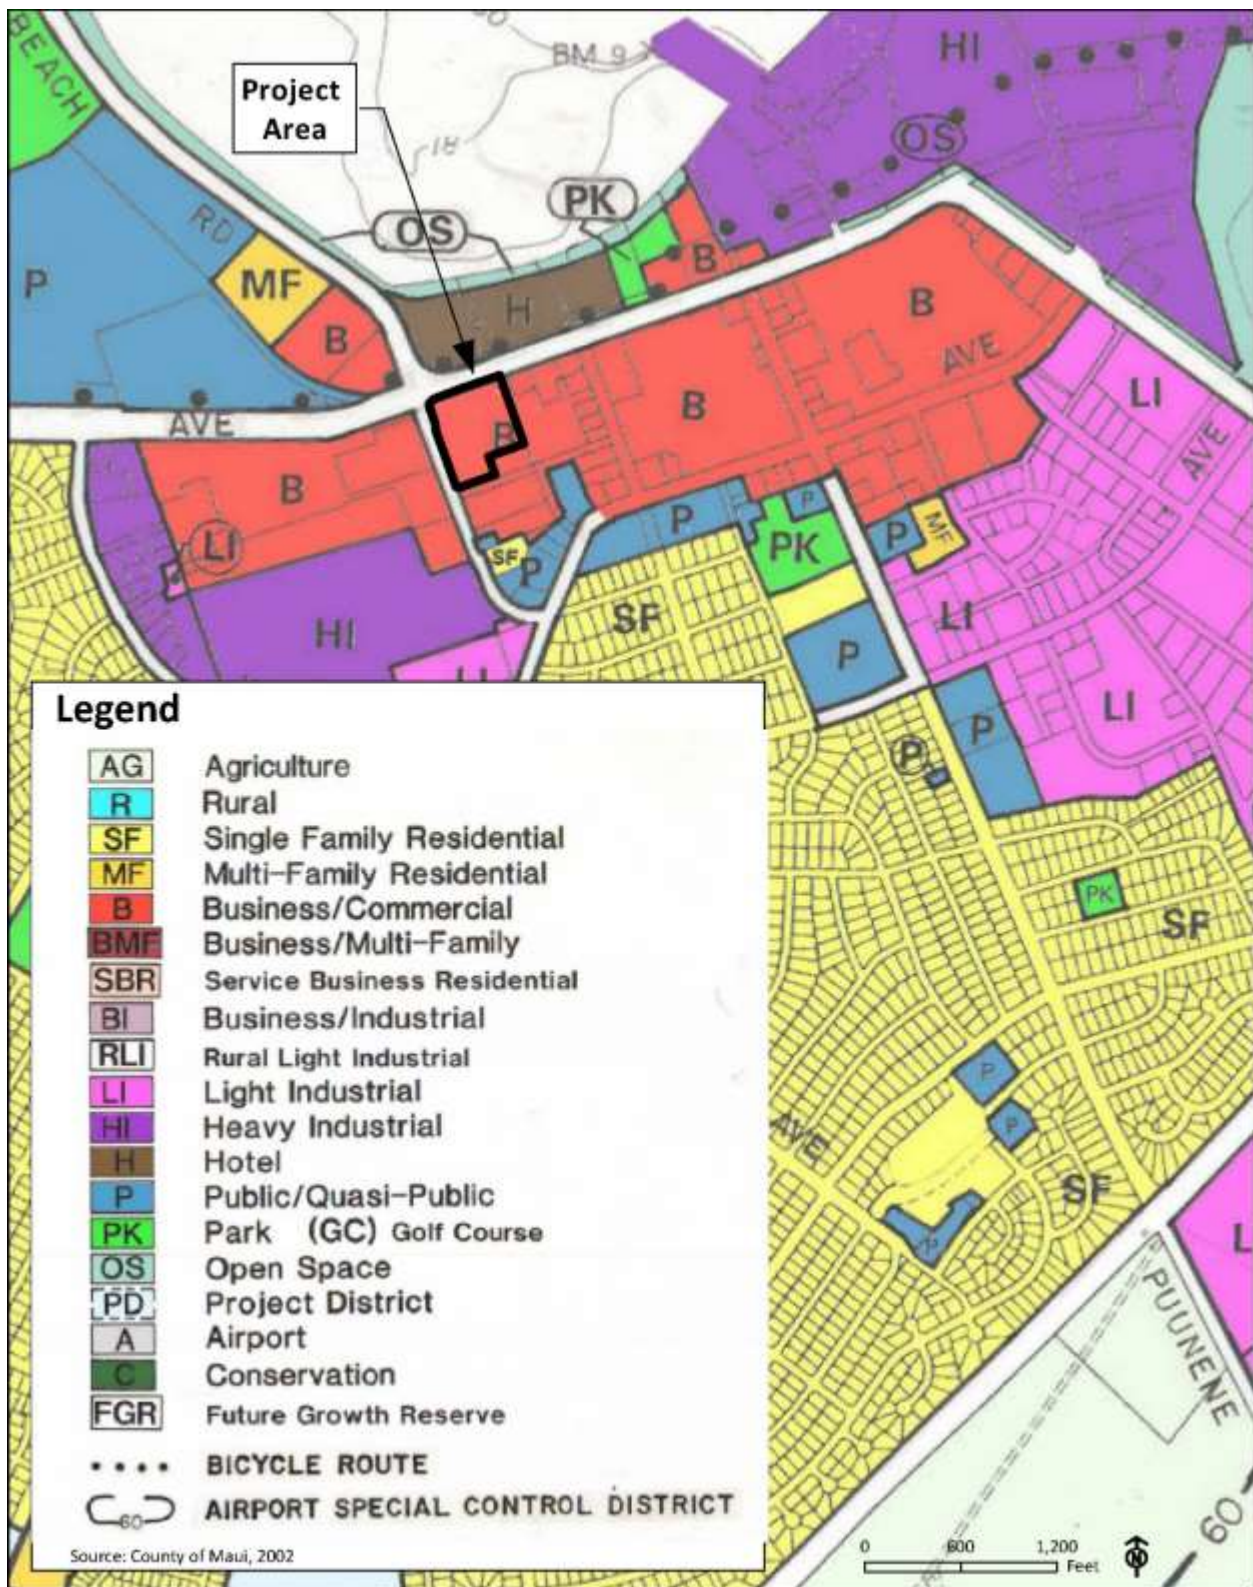 BEACH
60
BM 9
HI
Project
Area
OS
RD
PK
OS
P
MF
H
B
B
B
AVE
B
LI
AVE
B
B
AVE
B
LI
P
P
P
MF
SF
P
PK
SF
LI
HI
P
LI
P
LI
P
PK
SF
P
P
AVE
SF
P
L
PUUNENE
60
Legend
AG Agriculture
R Rural
SF Single Family Residential
MF Multi-Family Residential
B Business/Commercial
BMF Business/Multi-Family
SBR Service Business Residential
BI Business/Industrial
RLI Rural Light Industrial
LI Light Industrial
HI Heavy Industrial
H Hotel
P Public/Quasi-Public
PK Park (GC) Golf Course
OS Open Space
PD Project District
A Airport
C Conservation
FGR Future Growth Reserve
BICYCLE ROUTE
60 AIRPORT SPECIAL CONTROL DISTRICT
Source: County of Maui, 2002
0 600 1,200
Feet
N